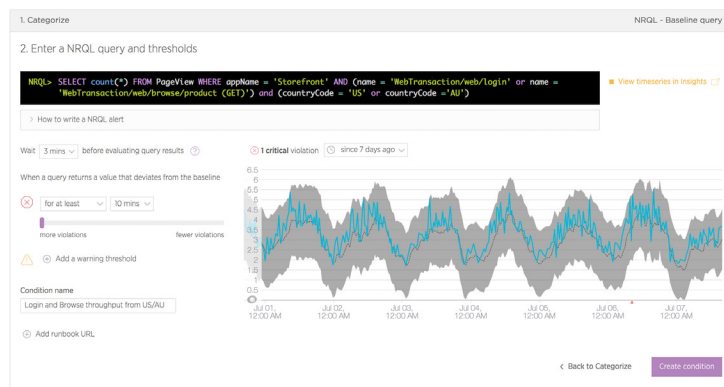 1. Categorize
NRQL - Baseline query
2. Enter a NRQL query and thresholds
NRQL> SELECT count(*) FROM PageView WHERE appName = 'Storefront' AND (name = 'WebTransaction/web/login' or name =
'WebTransaction/web/browse/product (GET)') and (countryCode = 'US' or countryCode ='AU')
View timeseries in Insights
> How to write a NRQL alert
Wait 3 mins before evaluating query results ?
1 critical violation since 7 days ago
When a query returns a value that deviates from the baseline
for at least 10 mins
more violations fewer violations
Add a warning threshold
Condition name
Login and Browse throughput from US/AU
Add runbook URL
6.5
6
5.5
5
4.5
4
3.5
3
2.5
2
1.5
1
0.5
0
Jul 01, 12:00 AM
Jul 02, 12:00 AM
Jul 03, 12:00 AM
Jul 04, 12:00 AM
Jul 05, 12:00 AM
Jul 06, 12:00 AM
Jul 07, 12:00 AM
< Back to Categorize
Create condition